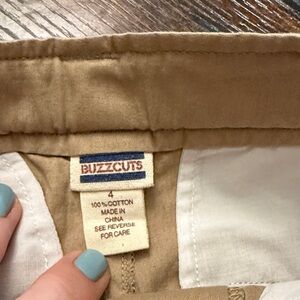 BUZZCUTS
4
100% COTTON
MADE IN
CHINA
SEE REVERSE
FOR CARE